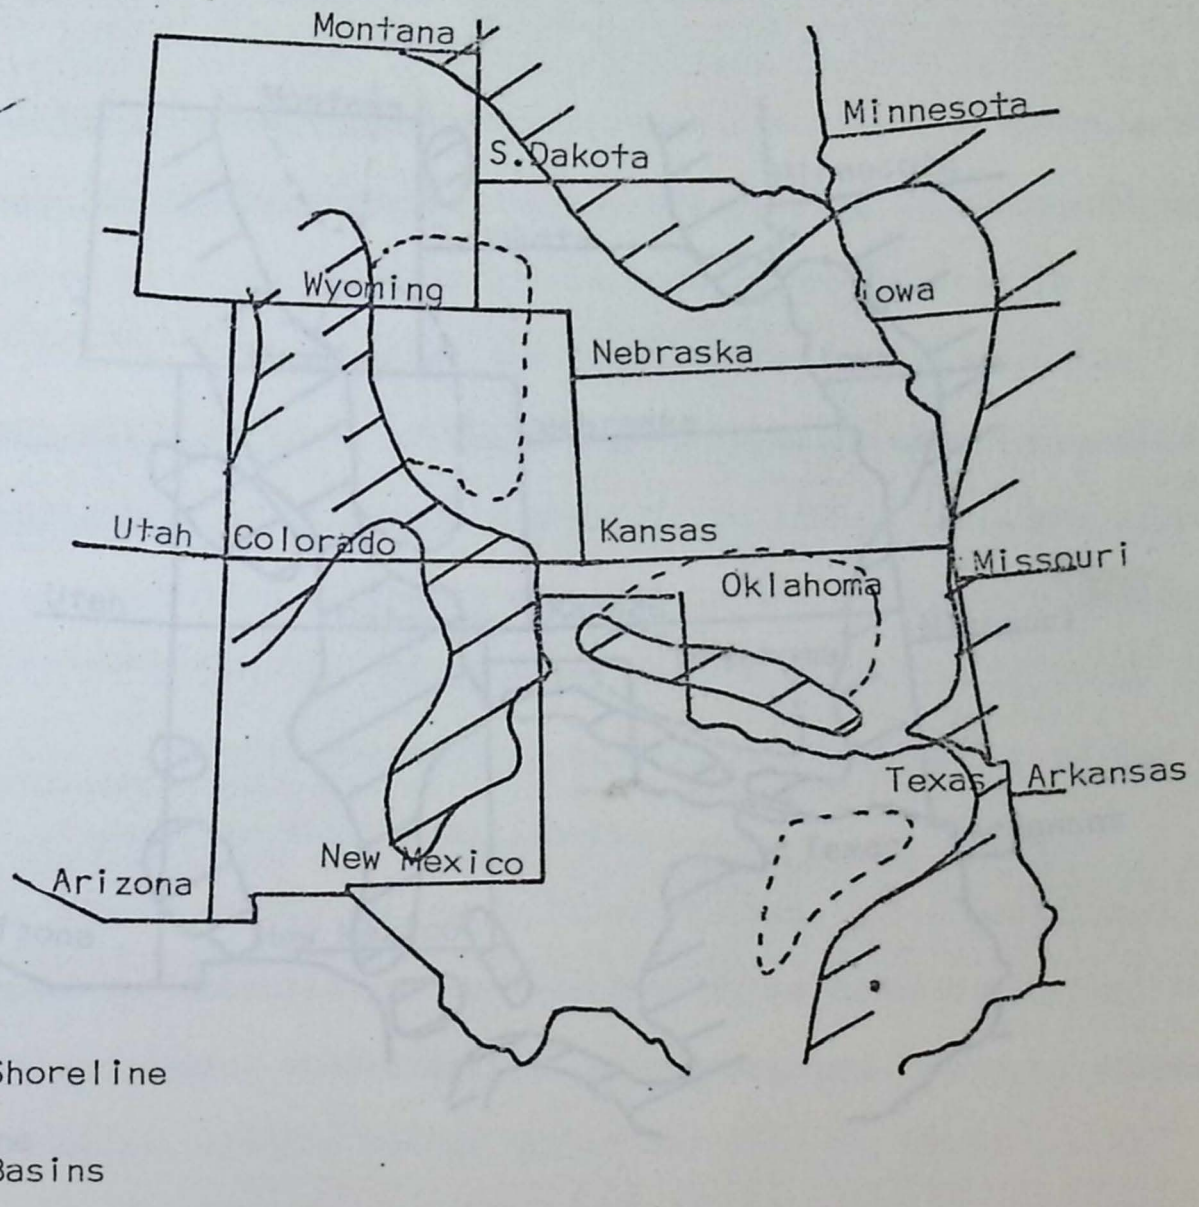 Montana
Minnesota
S.Dakota
Wyoming
Iowa
Nebraska
Utah
Colorado
Kansas
Missouri
Oklahoma
Texas
Arkansas
New Mexico
Arizona
Shoreline
Basins